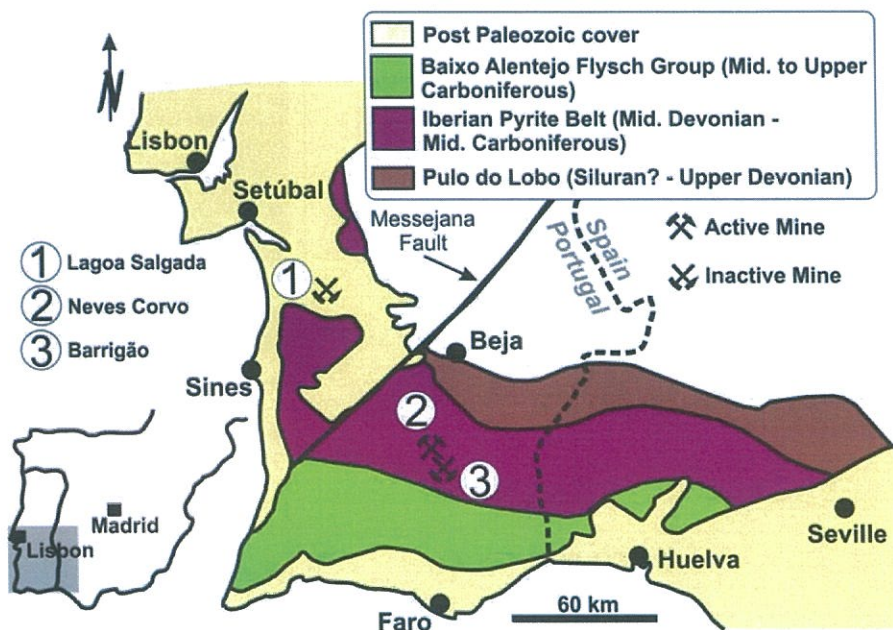 Post Paleozoic cover
Baixo Alentejo Flysch Group (Mid. to Upper
Carboniferous)
Iberian Pyrite Belt (Mid. Devonian -
Mid. Carboniferous)
Pulo do Lobo (Siluran? - Upper Devonian)
N
Lisbon
Setúbal
Messejana
Fault
Spain
Portugal
Active Mine
Inactive Mine
1 Lagoa Salgada
2 Neves Corvo
3 Barrigão
1
Beja
Sines
2
3
Madrid
Lisbon
Seville
Huelva
Faro
60 km